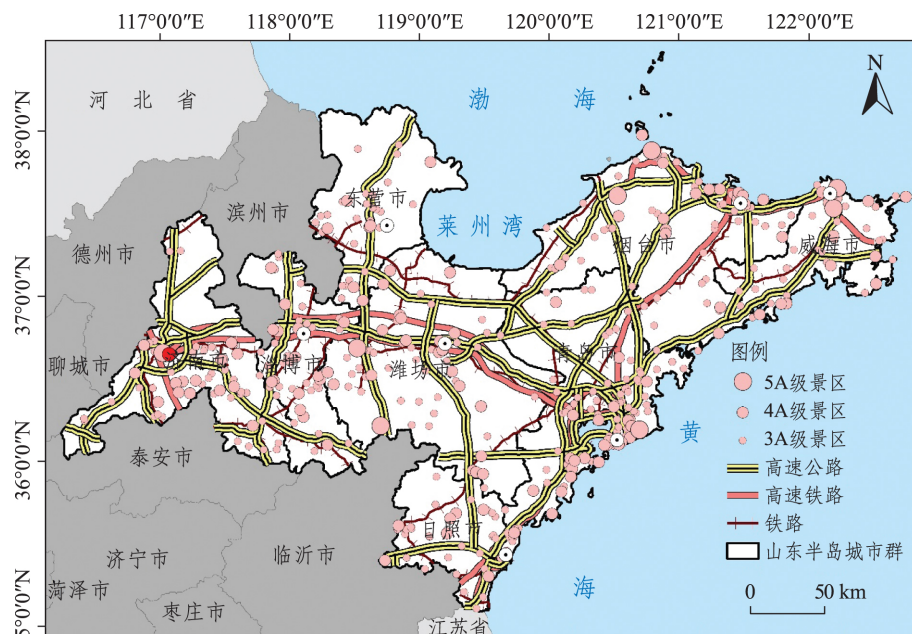 117°0′0″E
118°0′0″E
119°0′0″E
120°0′0″E
121°0′0″E
122°0′0″E
N
38°0′0″N
37°0′0″N
36°0′0″N
5°0′0″N
河北省
渤海
滨州市
东营市
莱州湾
德州市
烟台市
威海市
聊城市
济南市
淄博市
潍坊市
青岛市
泰安市
黄
日照市
济宁市
临沂市
海
菏泽市
枣庄市
江苏省
图例
5A级景区
4A级景区
3A级景区
高速公路
高速铁路
铁路
山东半岛城市群
0 50 km